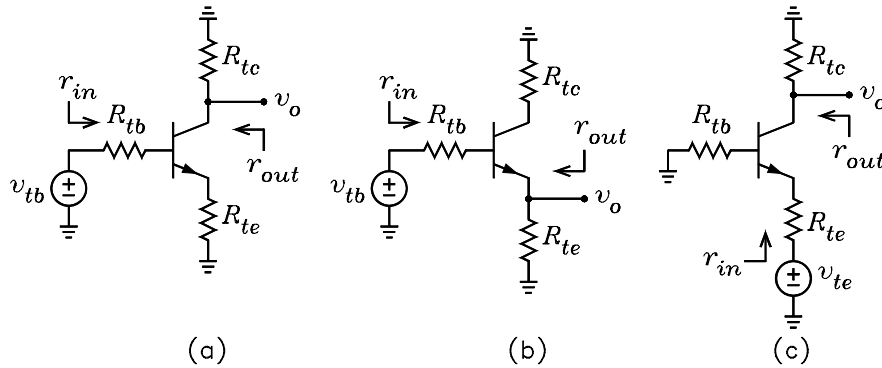 R_tc
r_in
R_tb
v_o
r_out
v_tb
+
−
R_te
(a)
R_tc
r_in
R_tb
r_out
v_tb
+
−
v_o
R_te
(b)
R_tc
v_o
R_tb
r_out
R_te
r_in
+
−
v_te
(c)